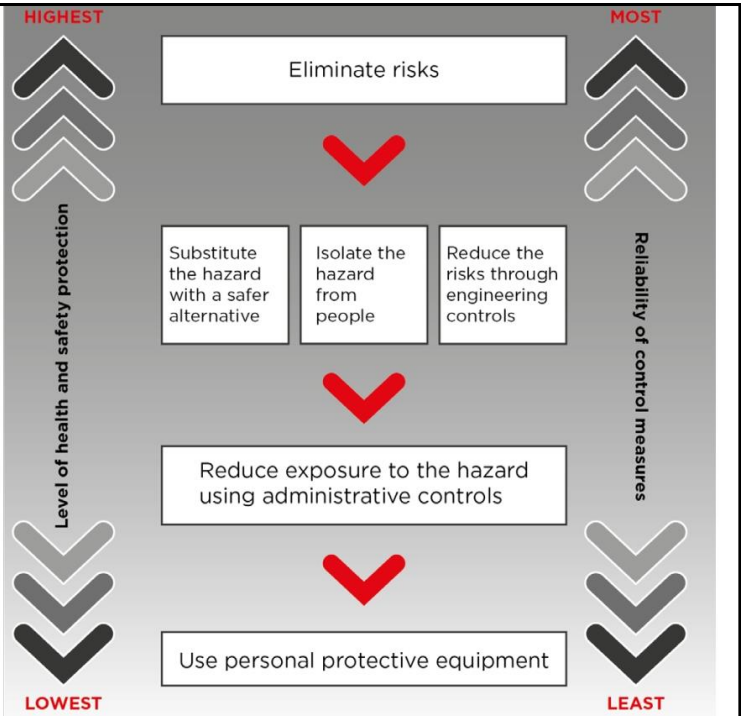 HIGHEST
MOST
Eliminate risks
Level of health and safety protection
Substitute
the hazard
with a safer
alternative
Isolate the
hazard
from
people
Reduce the
risks through
engineering
controls
Reliability of control measures
Reduce exposure to the hazard
using administrative controls
Use personal protective equipment
LOWEST
LEAST